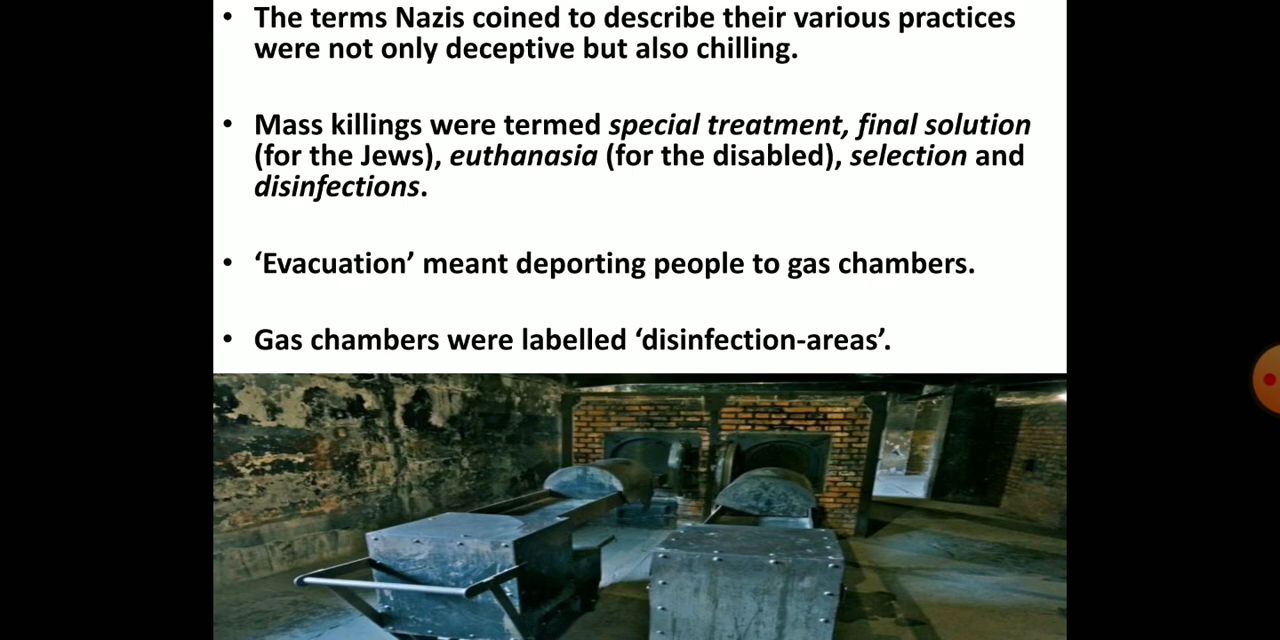 • The terms Nazis coined to describe their various practices
were not only deceptive but also chilling.
• Mass killings were termed special treatment, final solution
(for the Jews), euthanasia (for the disabled), selection and
disinfections.
• ‘Evacuation’ meant deporting people to gas chambers.
• Gas chambers were labelled ‘disinfection-areas’.